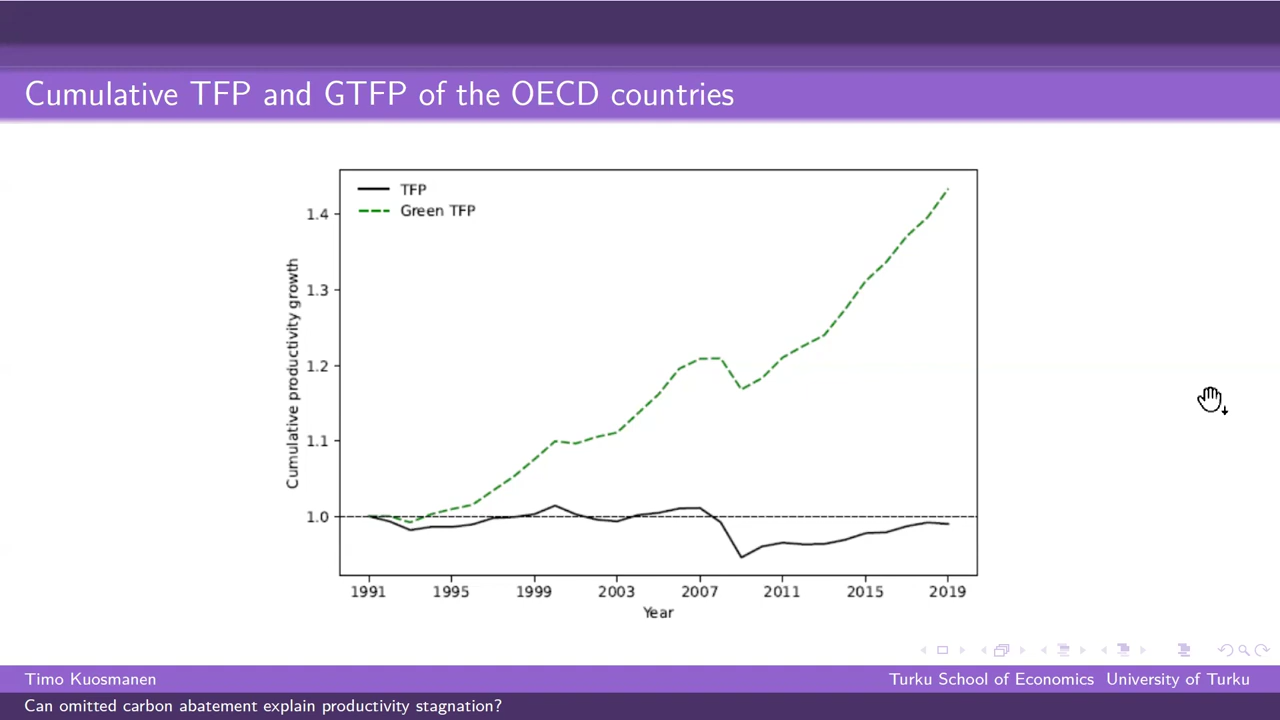 Cumulative TFP and GTFP of the OECD countries
TFP
Green TFP
Cumulative productivity growth
1.4
1.3
1.2
1.1
1.0
1991 1995 1999 2003 2007 2011 2015 2019
Year
Timo Kuosmanen
Turku School of Economics University of Turku
Can omitted carbon abatement explain productivity stagnation?